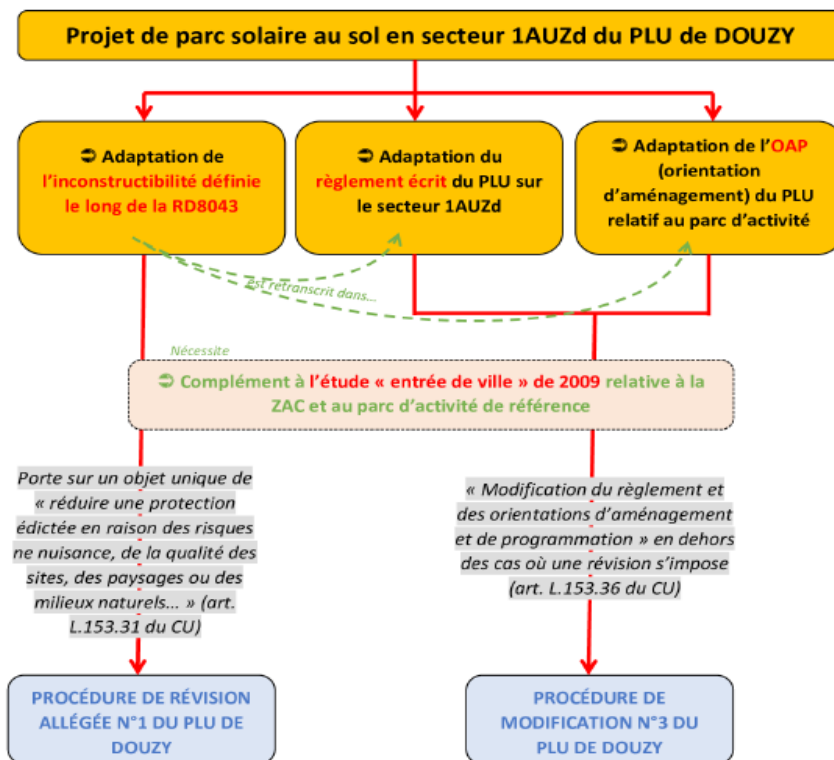 Projet de parc solaire au sol en secteur 1AUZd du PLU de DOUZY
➲ Adaptation de
l'inconstructibilité définie
le long de la RD8043
➲ Adaptation du
règlement écrit du PLU sur
le secteur 1AUZd
➲ Adaptation de l'OAP
(orientation
d'aménagement) du PLU
relatif au parc d'activité
est retranscrit dans...
Nécessite
➲ Complément à l'étude « entrée de ville » de 2009 relative à la
ZAC et au parc d'activité de référence
Porte sur un objet unique de
« réduire une protection
édictée en raison des risques
ne nuisance, de la qualité des
sites, des paysages ou des
milieux naturels... » (art.
L.153.31 du CU)
« Modification du règlement et
des orientations d'aménagement
et de programmation » en dehors
des cas où une révision s'impose
(art. L.153.36 du CU)
PROCÉDURE DE RÉVISION
ALLÉGÉE N°1 DU PLU DE
DOUZY
PROCÉDURE DE
MODIFICATION N°3 DU
PLU DE DOUZY